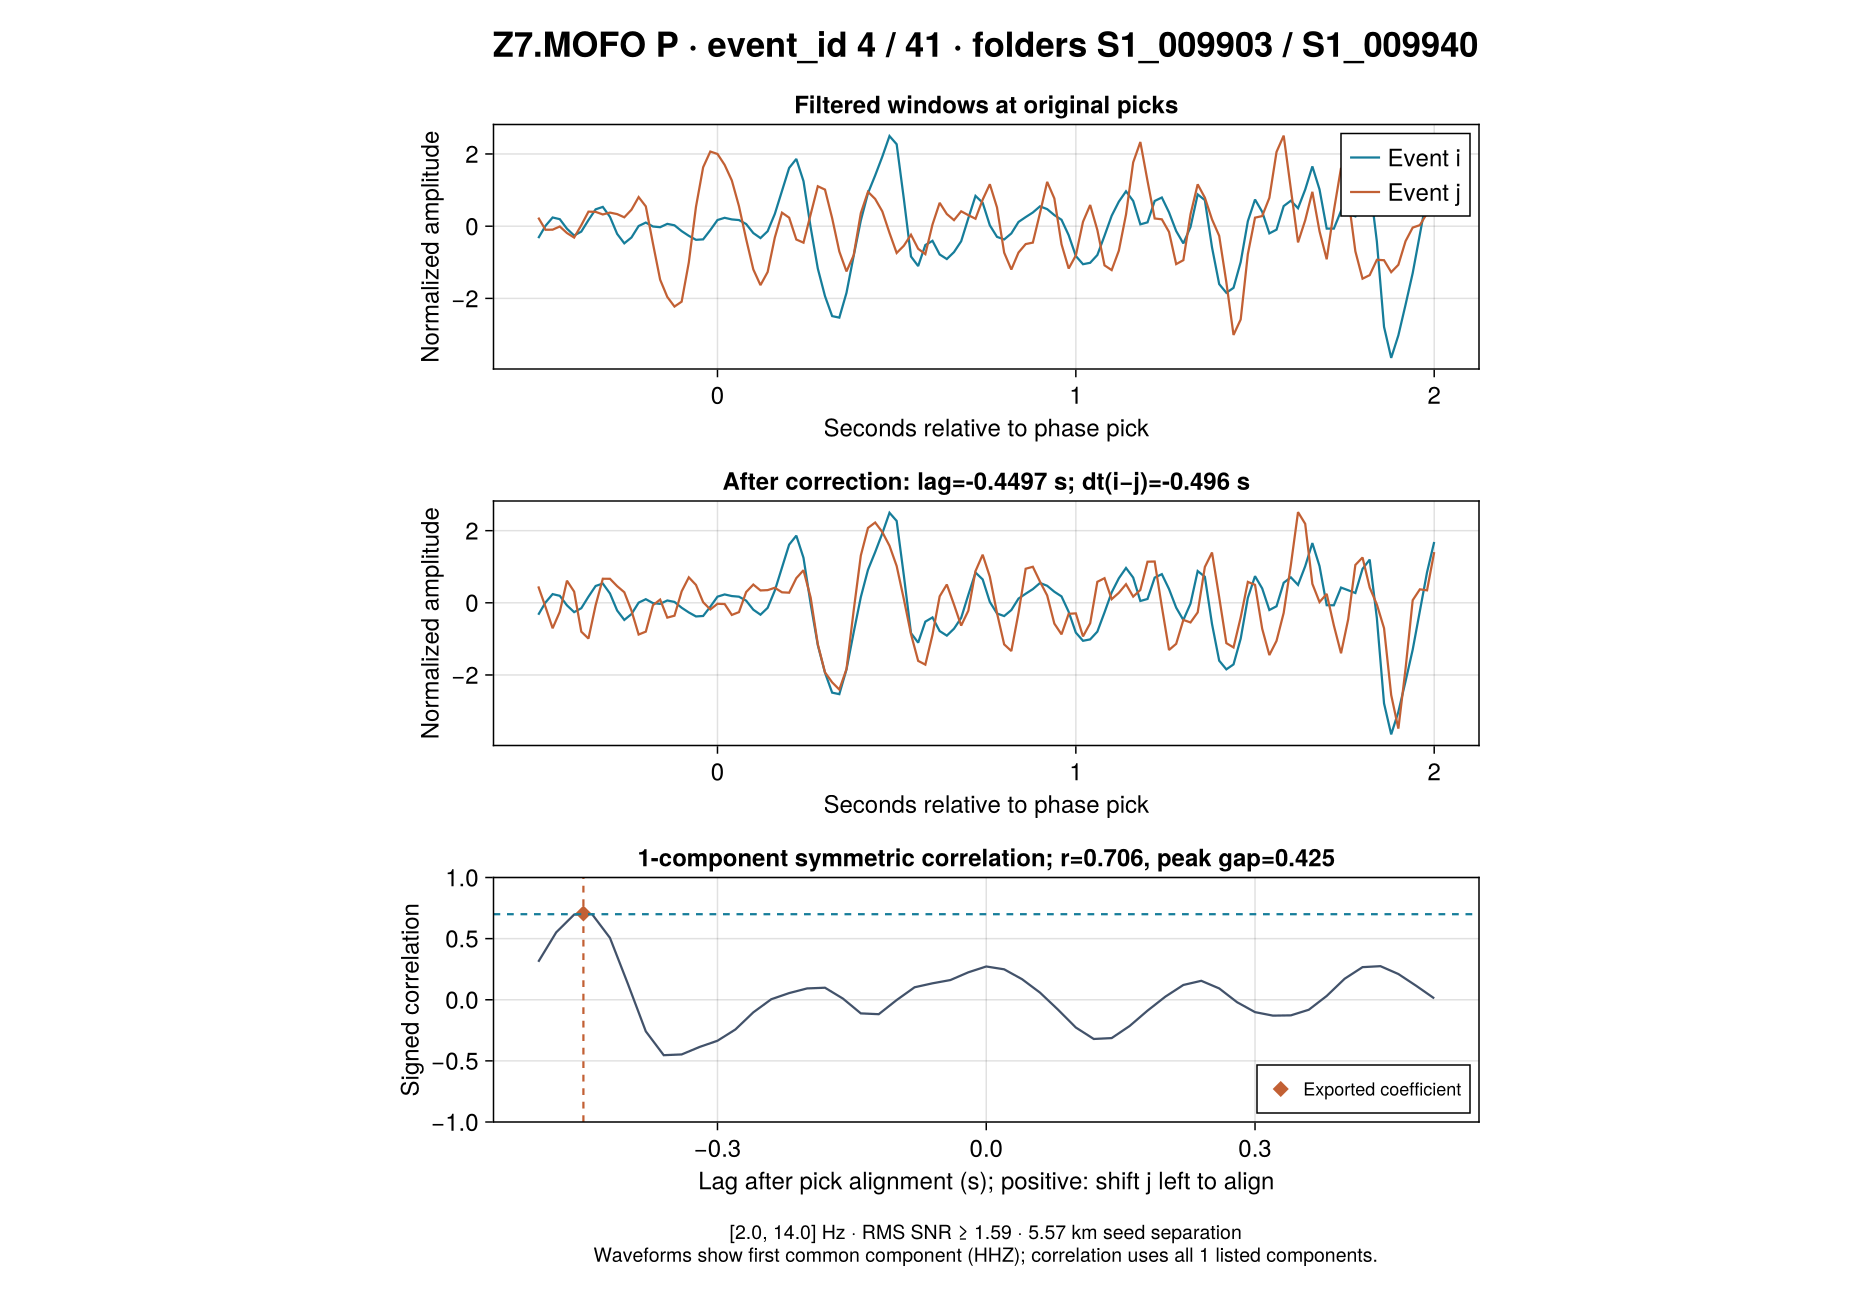 Z7.MOFO P · event_id 4 / 41 · folders S1_009903 / S1_009940
Filtered windows at original picks
Normalized amplitude
2
0
−2
Event i
Event j
0
1
2
Seconds relative to phase pick
After correction: lag=-0.4497 s; dt(i−j)=-0.496 s
Normalized amplitude
2
0
−2
0
1
2
Seconds relative to phase pick
1-component symmetric correlation; r=0.706, peak gap=0.425
Signed correlation
1.0
0.5
0.0
−0.5
−1.0
Exported coefficient
−0.3
0.0
0.3
Lag after pick alignment (s); positive: shift j left to align
[2.0, 14.0] Hz · RMS SNR ≥ 1.59 · 5.57 km seed separation
Waveforms show first common component (HHZ); correlation uses all 1 listed components.